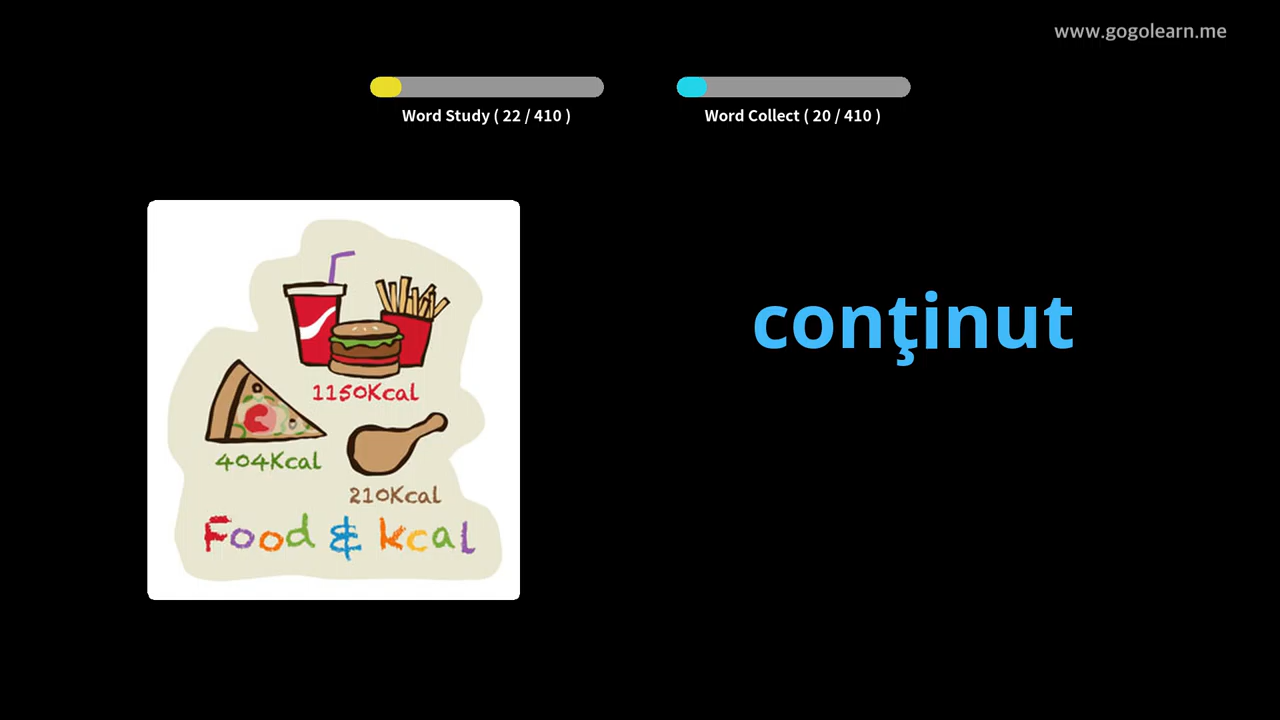 www.gogolearn.me
Word Study ( 22 / 410 )
Word Collect ( 20 / 410 )
conţinut
1150Kcal
404Kcal
210Kcal
Food & kcal